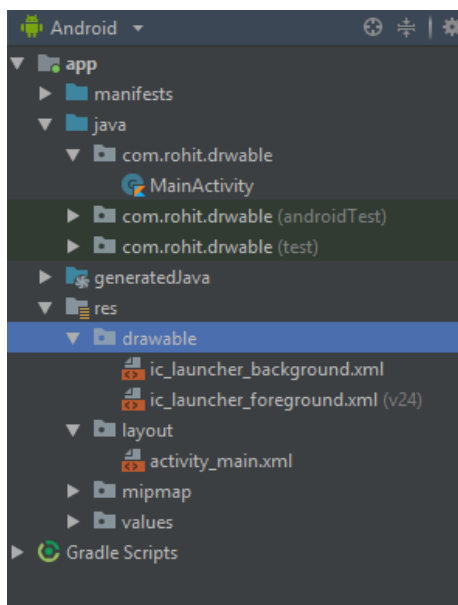 Android
app
manifests
java
com.rohit.drwable
MainActivity
com.rohit.drwable (androidTest)
com.rohit.drwable (test)
generatedJava
res
drawable
ic_launcher_background.xml
ic_launcher_foreground.xml (v24)
layout
activity_main.xml
mipmap
values
Gradle Scripts